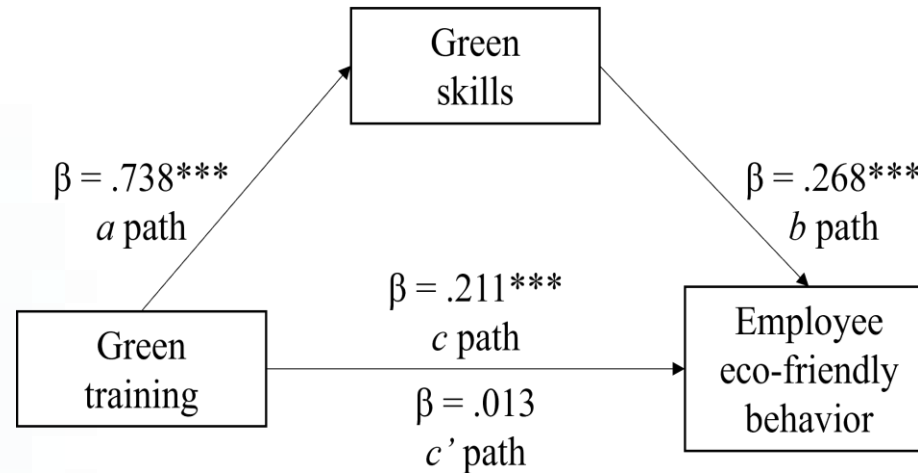 Green
skills
β = .738***
a path
β = .268***
b path
β = .211***
c path
Green
training
β = .013
c’ path
Employee
eco-friendly
behavior